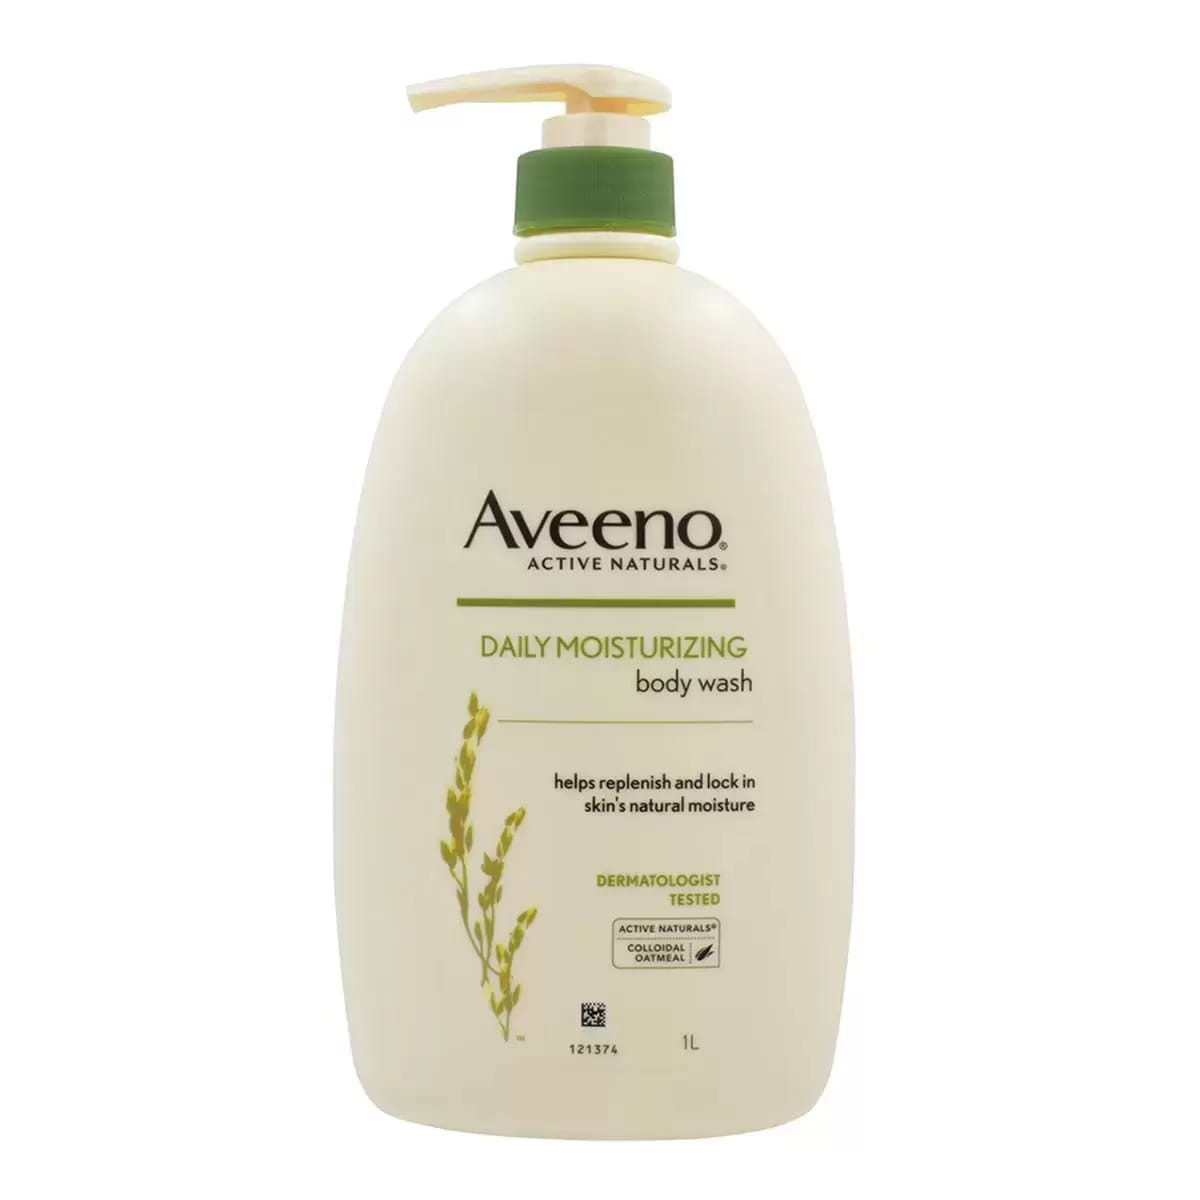 Aveeno®
ACTIVE NATURALS®
DAILY MOISTURIZING
body wash
helps replenish and lock in
skin's natural moisture
DERMATOLOGIST
TESTED
ACTIVE NATURALS®
COLLOIDAL
OATMEAL
™
121374
1L